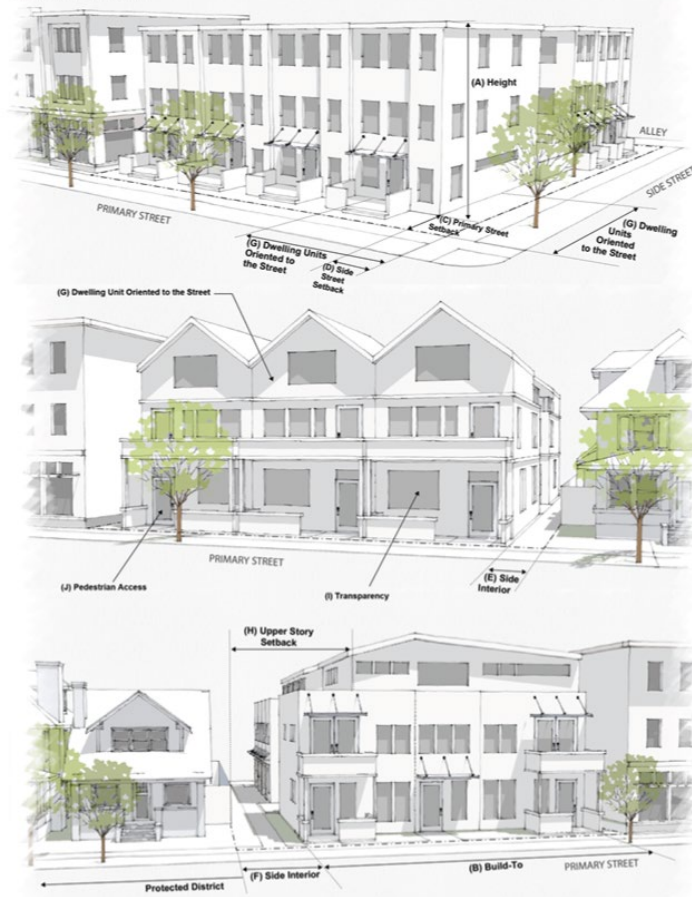 (A) Height
ALLEY
SIDE STREET
PRIMARY STREET
(C) Primary Street
Setback
(G) Dwelling Units
Oriented to
the Street
(D) Side
Street
Setback
(G) Dwelling
Units
Oriented
to the Street
(G) Dwelling Unit Oriented to the Street
PRIMARY STREET
(E) Side
Interior
(J) Pedestrian Access
(I) Transparency
(H) Upper Story
Setback
(F) Side Interior
(B) Build-To
PRIMARY STREET
Protected District